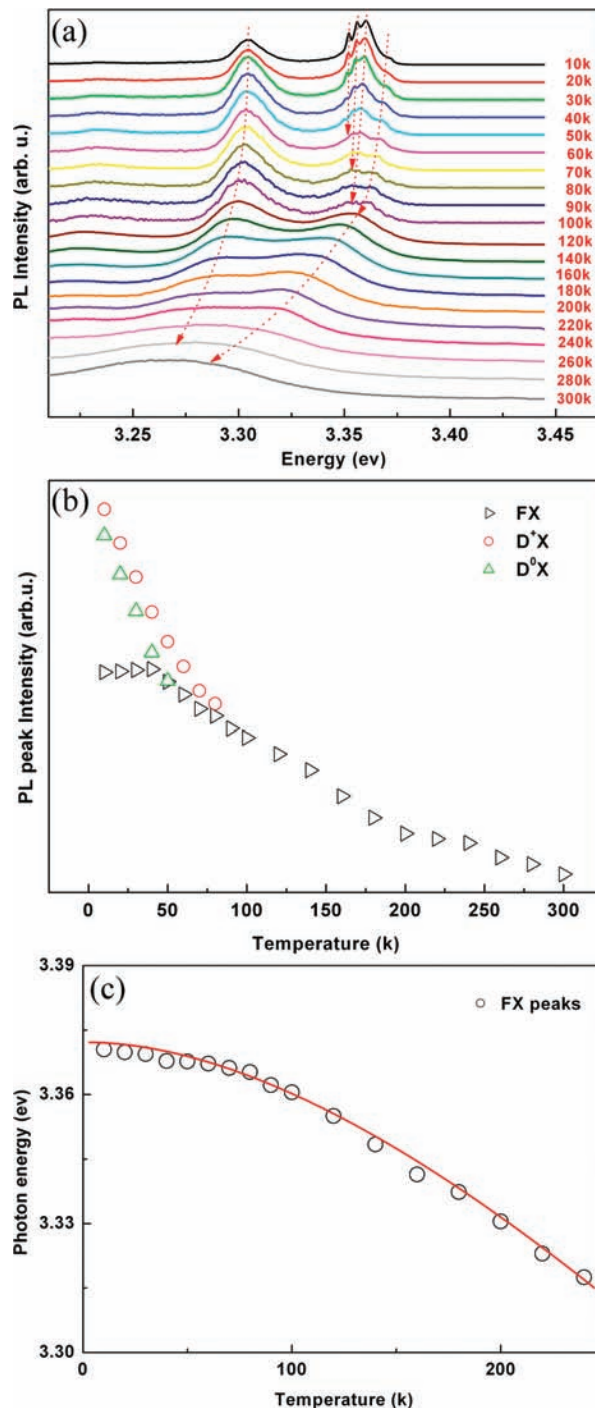 (a)
10k
20k
30k
40k
50k
60k
70k
80k
90k
100k
120k
140k
160k
180k
200k
220k
240k
260k
280k
300k
PL Intensity (arb. u.)
3.25 3.30 3.35 3.40 3.45
Energy (ev)
(b)
FX
D⁺X
D⁰X
PL peak Intensity (arb.u.)
0 50 100 150 200 250 300
Temperature (k)
(c)
FX peaks
3.39
3.36
3.33
3.30
Photon energy (ev)
0 100 200
Temperature (k)